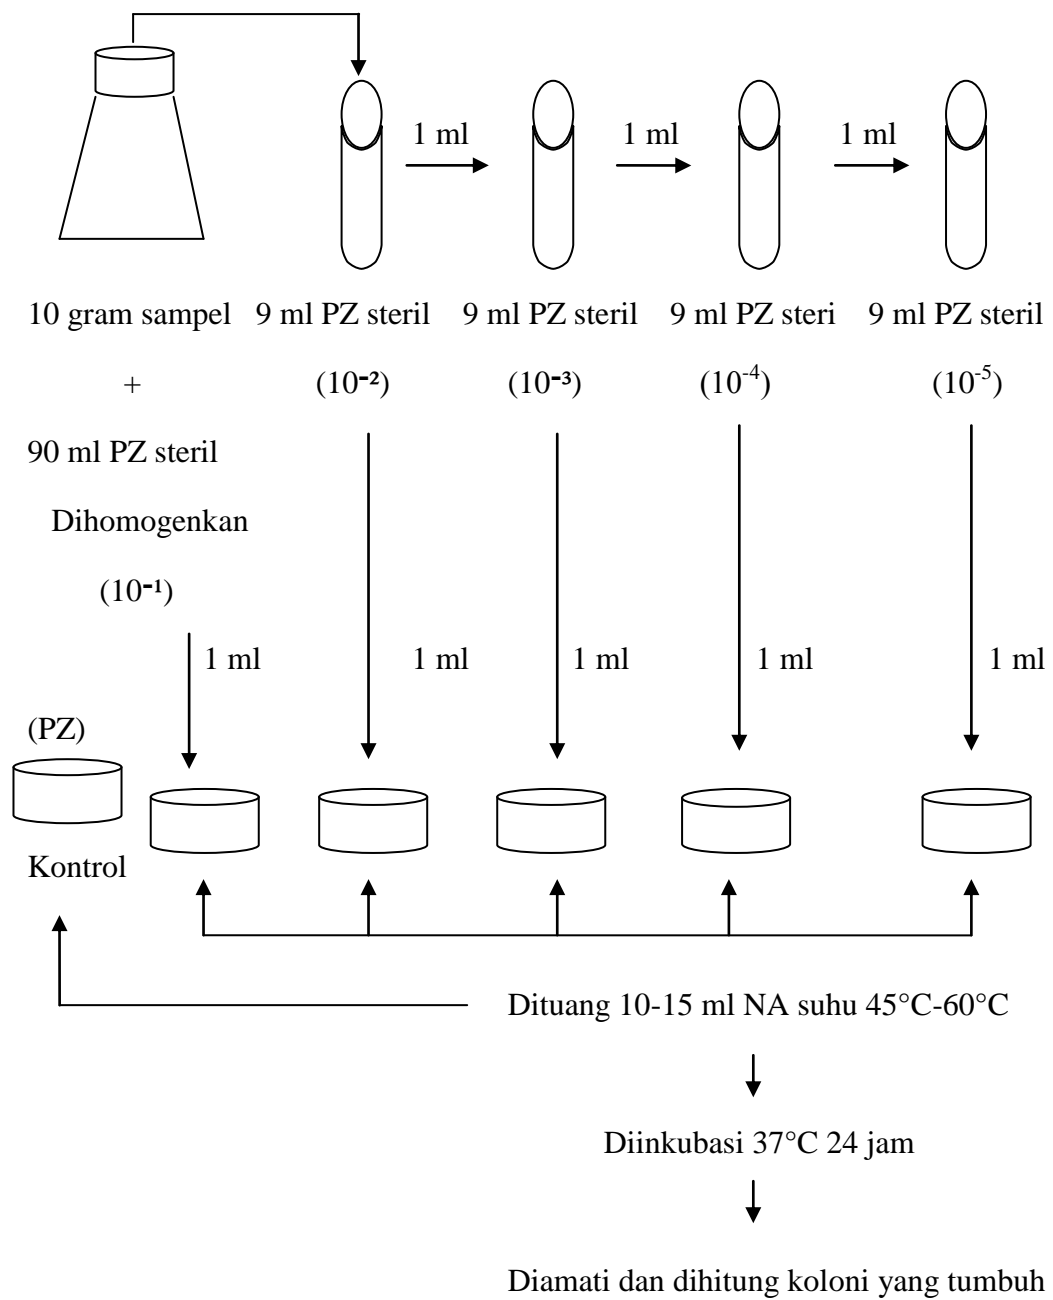 1 ml 1 ml 1 ml
10 gram sampel 9 ml PZ steril 9 ml PZ steril 9 ml PZ steri 9 ml PZ steril
+ (10⁻²) (10⁻³) (10⁻⁴) (10⁻⁵)
90 ml PZ steril
Dihomogenkan
(10⁻¹)
1 ml 1 ml 1 ml 1 ml 1 ml
(PZ)
Kontrol
Dituang 10-15 ml NA suhu 45°C-60°C
Diinkubasi 37°C 24 jam
Diamati dan dihitung koloni yang tumbuh